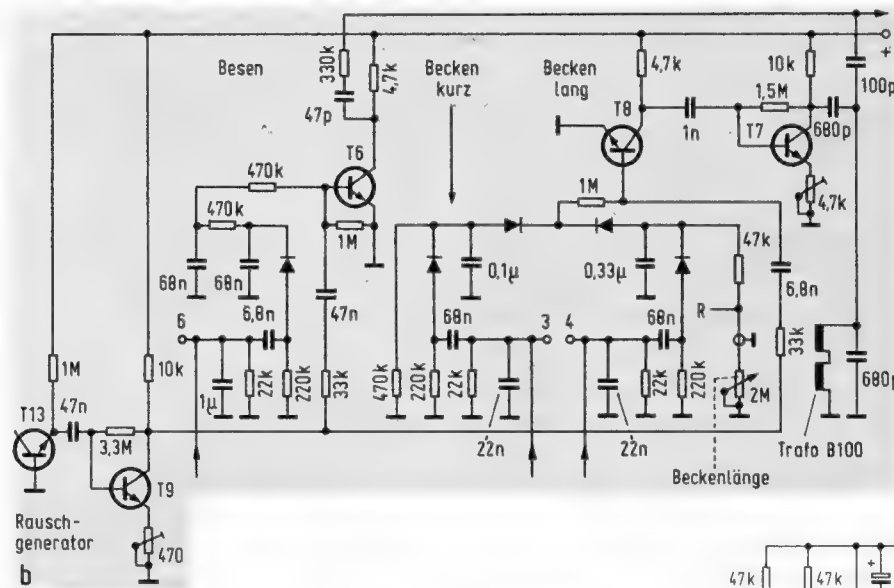 Besen
330k
4,7k
47p
T6
Becken
kurz
Becken
lang
4,7k
T8
1n
10k
1,5M
T7
680p
100p
4,7k
470k
470k
1M
1M
47k
68n
68n
6,8n
47n
0,1µ
0,33µ
R
6,8n
6
68n
3
4
68n
33k
1M
10k
1µ
22k
220k
33k
470k
220k
22k
22n
22n
22k
220k
2M
680p
T13
47n
3,3M
T9
Beckenlänge
Trafo B100
Rausch-
generator
470
b
47k
47k
+
+